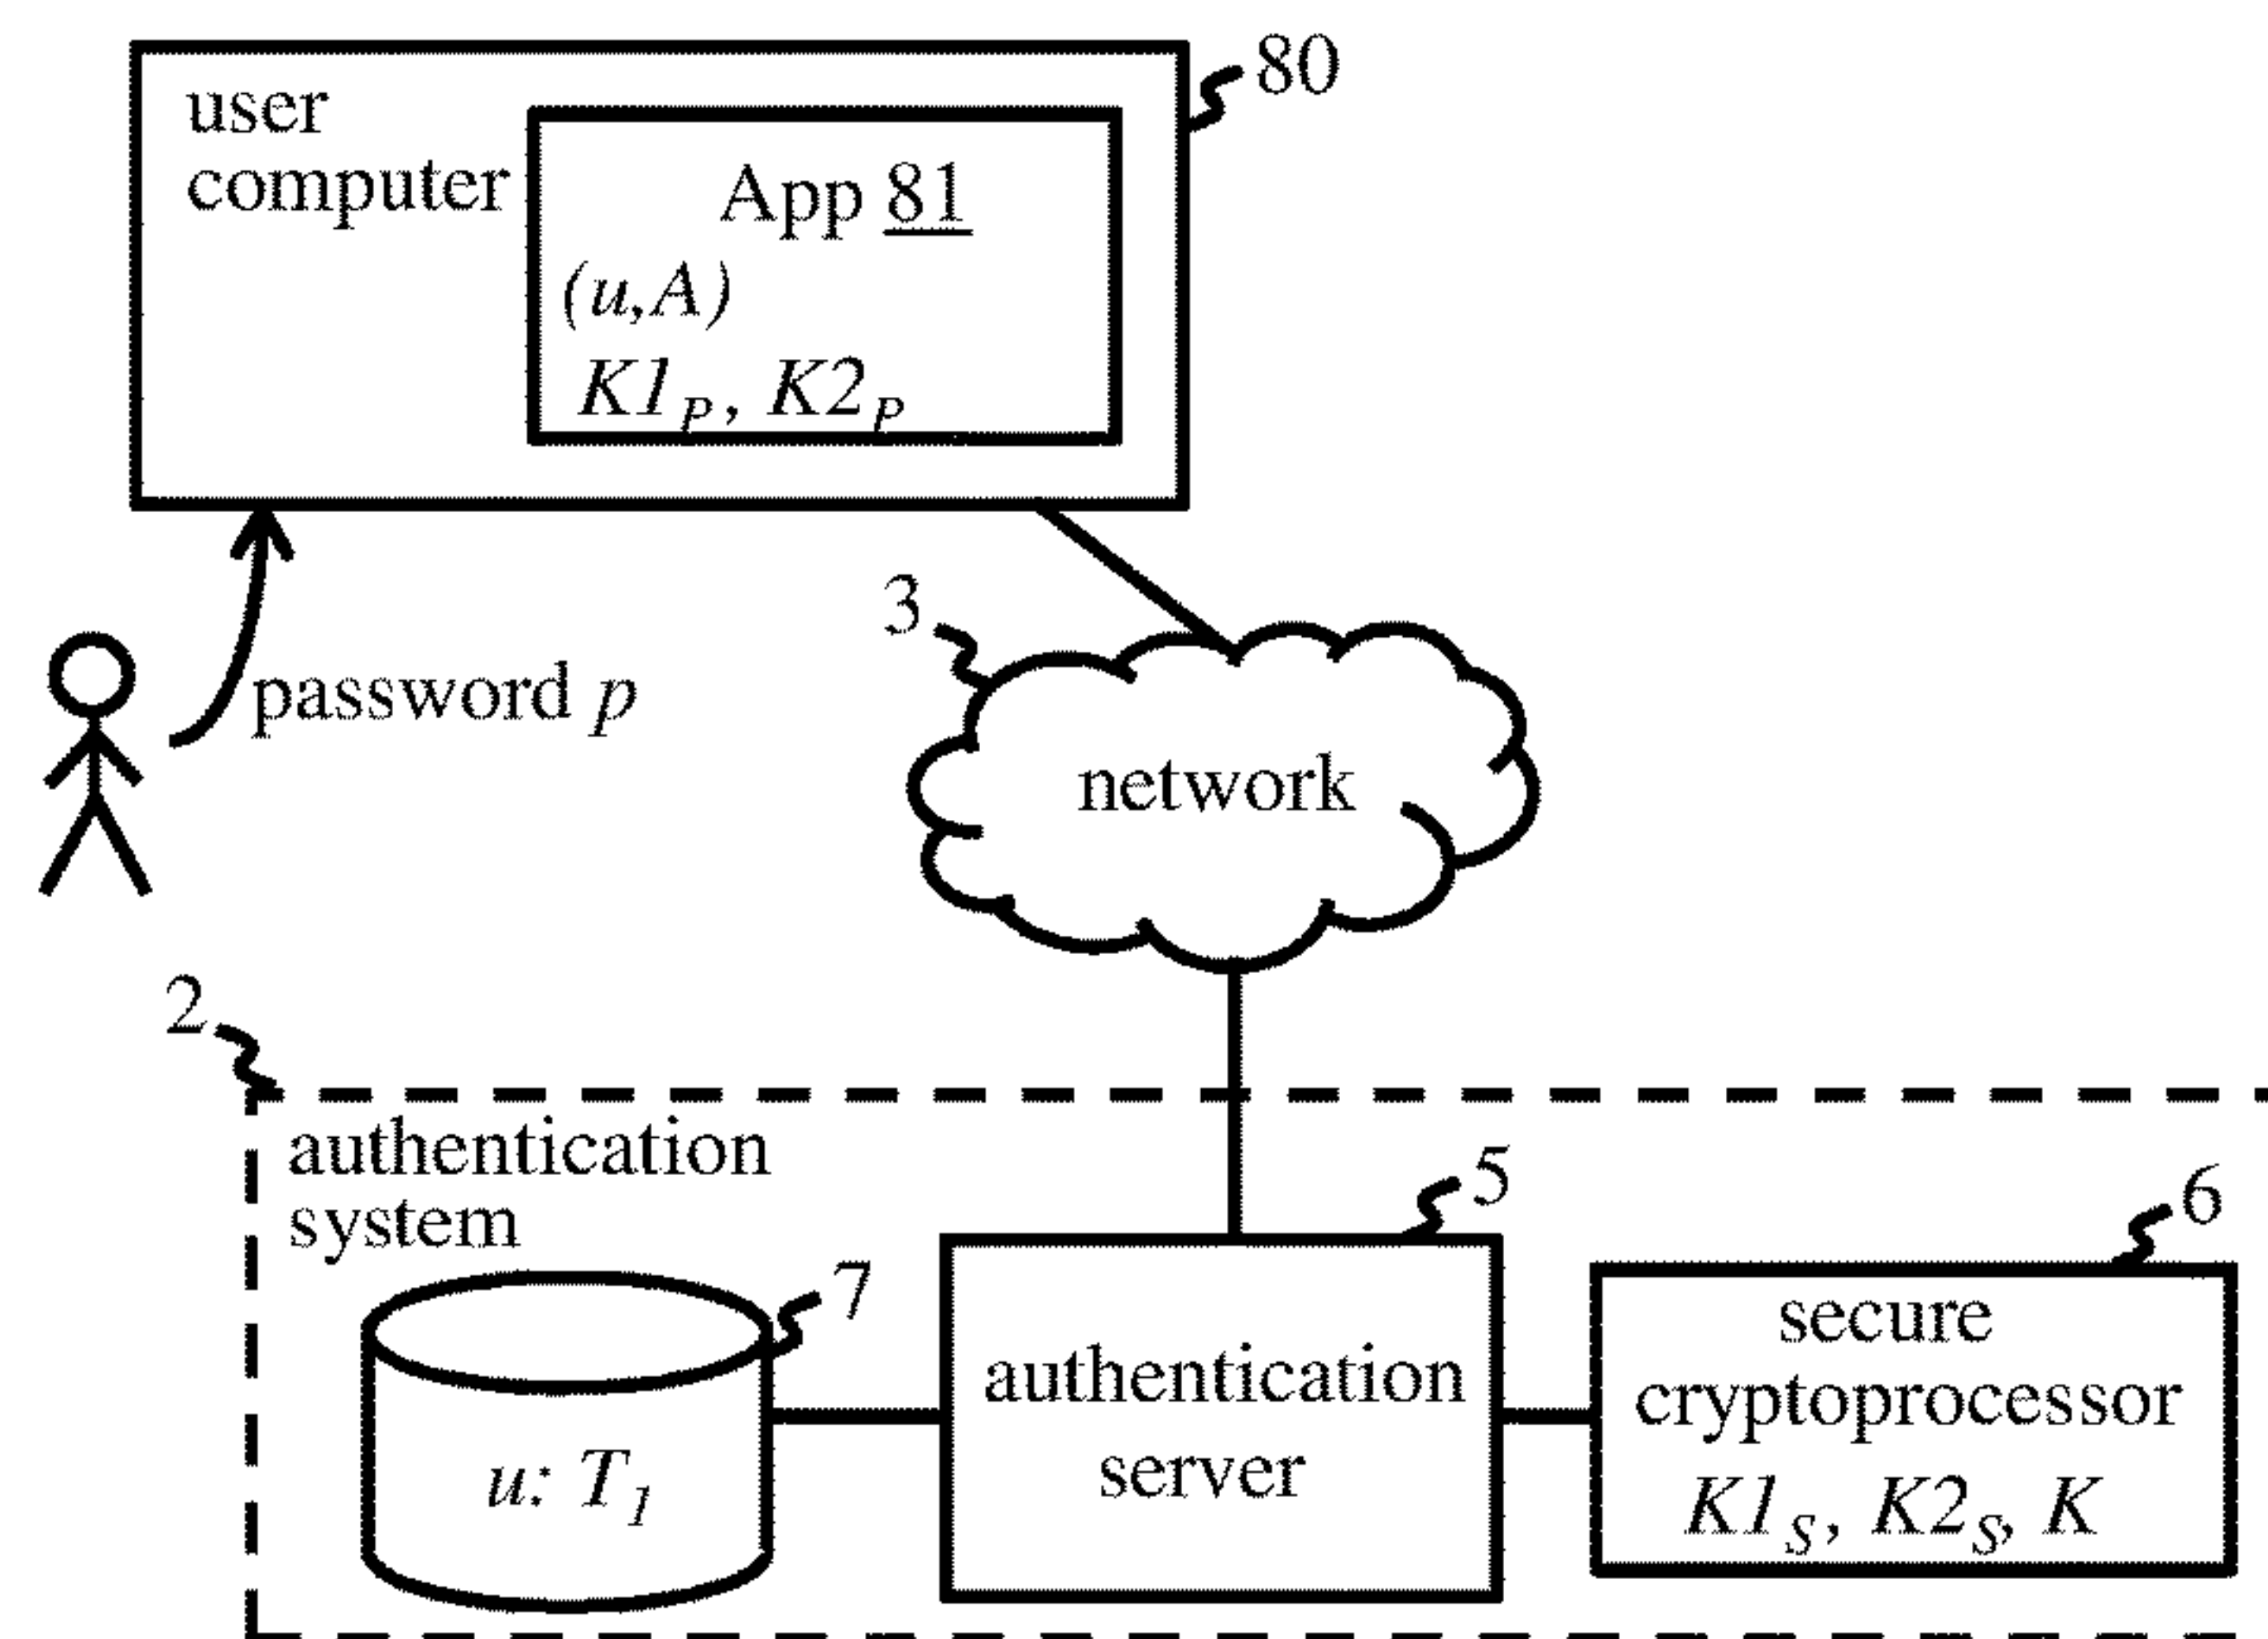 user
computer
80
App 81
(u,A)
K1P, K2P
3
password p
network
2
authentication
system
5
6
7
secure
cryptoprocessor
K1S, K2S, K
authentication
server
u: T1